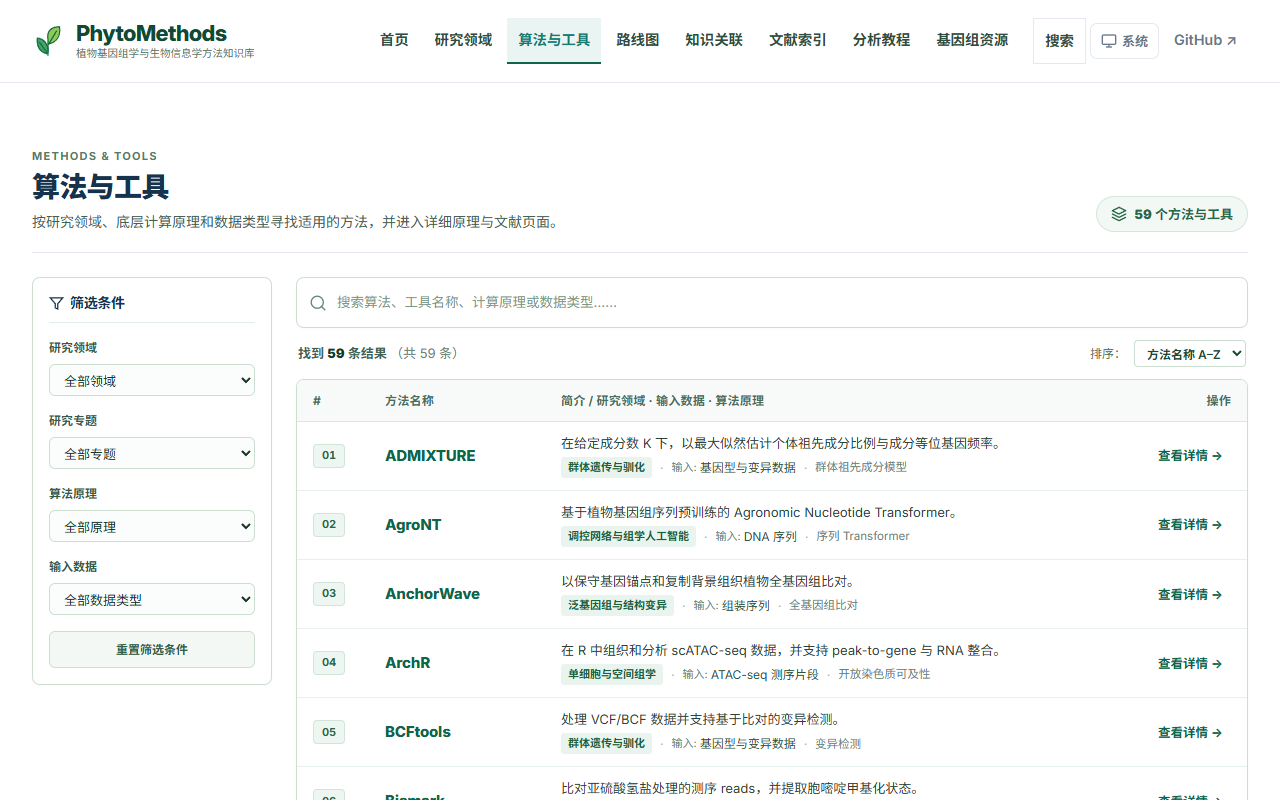 PhytoMethods
植物基因组学与生物信息学方法知识库
首页 研究领域 算法与工具 路线图 知识关联 文献索引 分析教程 基因组资源 搜索 系统 GitHub ↗
METHODS & TOOLS
算法与工具
按研究领域、底层计算原理和数据类型寻找适用的方法，并进入详细原理与文献页面。
59 个方法与工具
筛选条件
研究领域
全部领域
研究专题
全部专题
算法原理
全部原理
输入数据
全部数据类型
重置筛选条件
搜索算法、工具名称、计算原理或数据类型……
找到 59 条结果 （共 59 条）
排序： 方法名称 A–Z
# 方法名称 简介 / 研究领域 · 输入数据 · 算法原理 操作
01 ADMIXTURE 在给定成分数 K 下，以最大似然估计个体祖先成分比例与成分等位基因频率。 查看详情 →
群体遗传与驯化 · 输入: 基因型与变异数据 · 群体祖先成分模型
02 AgroNT 基于植物基因组序列预训练的 Agronomic Nucleotide Transformer。 查看详情 →
调控网络与组学人工智能 · 输入: DNA 序列 · 序列 Transformer
03 AnchorWave 以保守基因锚点和复制背景组织植物全基因组比对。 查看详情 →
泛基因组与结构变异 · 输入: 组装序列 · 全基因组比对
04 ArchR 在 R 中组织和分析 scATAC-seq 数据，并支持 peak-to-gene 与 RNA 整合。 查看详情 →
单细胞与空间组学 · 输入: ATAC-seq 测序片段 · 开放染色质可及性
05 BCFtools 处理 VCF/BCF 数据并支持基于比对的变异检测。 查看详情 →
群体遗传与驯化 · 输入: 基因型与变异数据 · 变异检测
06 Bismark 比对亚硫酸氢盐处理的测序 reads，并提取胞嘧啶甲基化状态。 查看详情 →